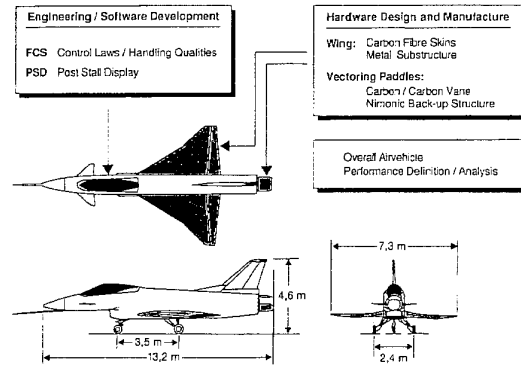 Engineering / Software Development
FCS Control Laws / Handling Qualities
PSD Post Stall Display
Hardware Design and Manufacture
Wing: Carbon Fibre Skins
Metal Substructure
Vectoring Paddles:
Carbon / Carbon Vane
Nimonic Back-up Structure
Overall Airvehicle
Performance Definition / Analysis
7,3 m
4,6 m
3,5 m
13,2 m
2,4 m